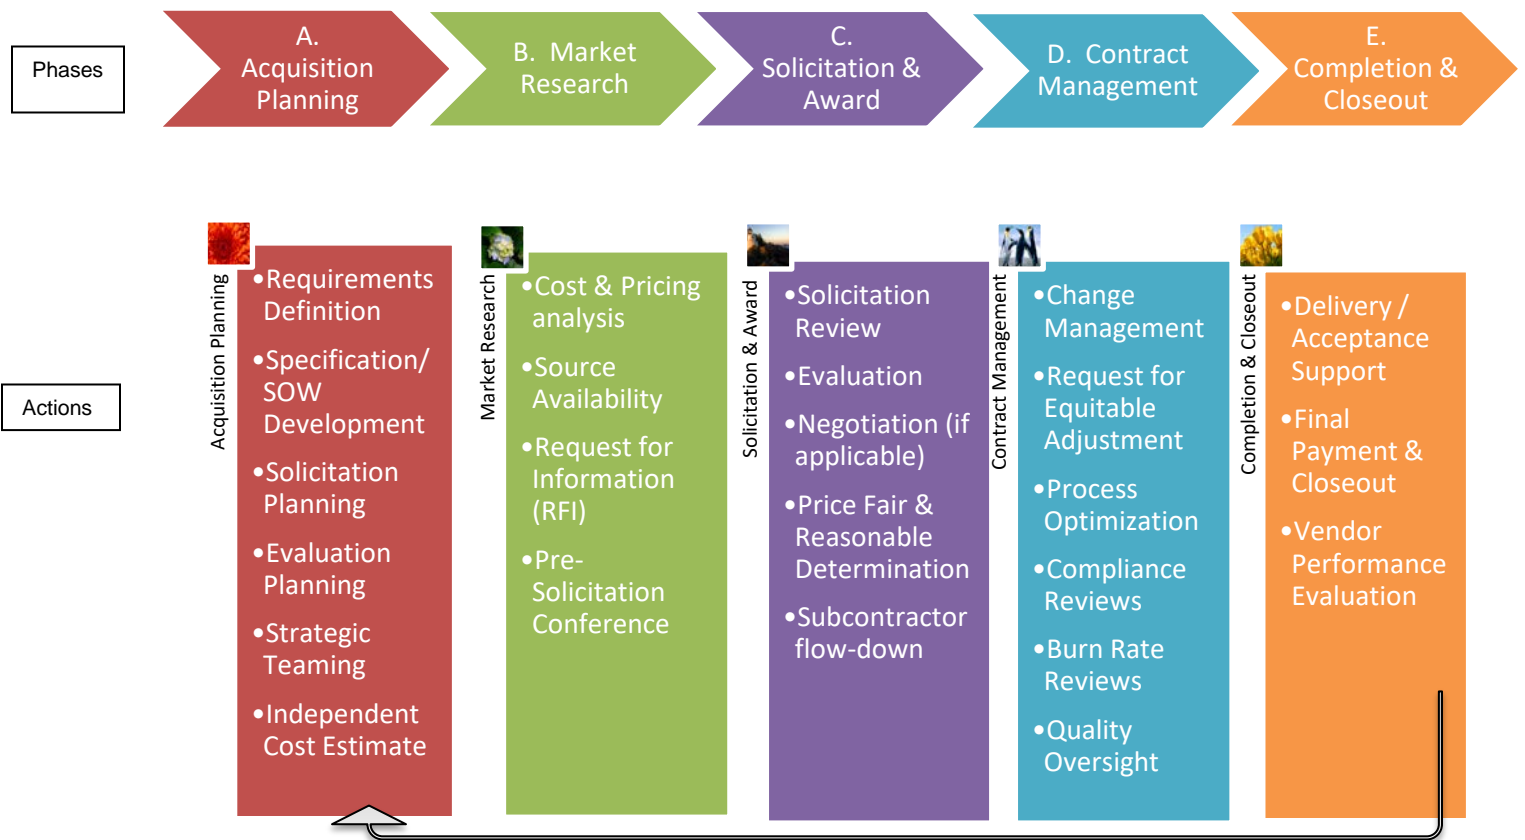 Phases
A.
Acquisition
Planning
B.  Market
Research
C.
Solicitation &
Award
D.  Contract
Management
E.
Completion &
Closeout
Actions
Acquisition Planning
•Requirements
Definition
•Specification/
SOW
Development
•Solicitation
Planning
•Evaluation
Planning
•Strategic
Teaming
•Independent
Cost Estimate
Market Research
•Cost & Pricing
analysis
•Source
Availability
•Request for
Information
(RFI)
•Pre-
Solicitation
Conference
Solicitation & Award
•Solicitation
Review
•Evaluation
•Negotiation (if
applicable)
•Price Fair &
Reasonable
Determination
•Subcontractor
flow-down
Contract Management
•Change
Management
•Request for
Equitable
Adjustment
•Process
Optimization
•Compliance
Reviews
•Burn Rate
Reviews
•Quality
Oversight
Completion & Closeout
•Delivery /
Acceptance
Support
•Final
Payment &
Closeout
•Vendor
Performance
Evaluation